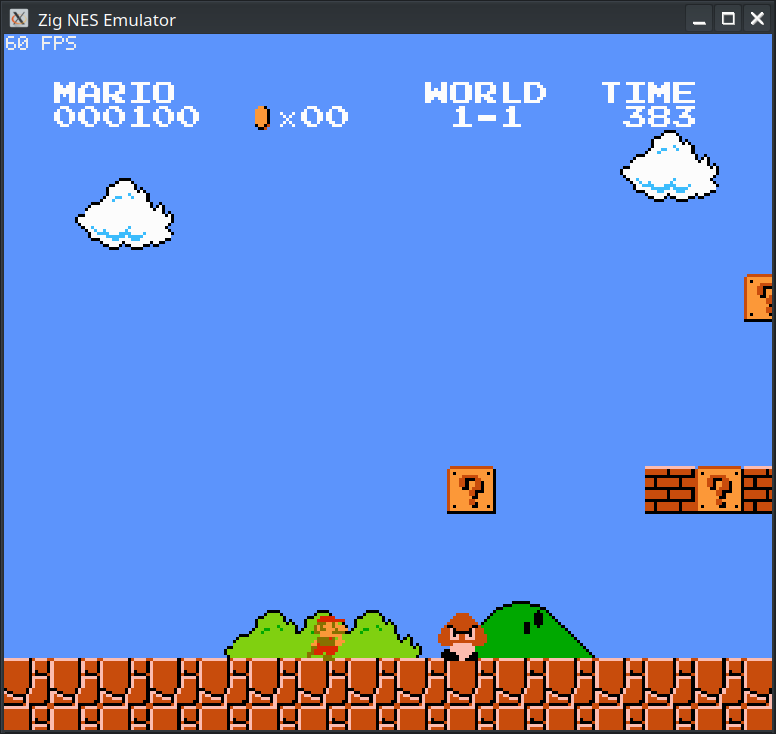 Zig NES Emulator
60 FPS
MARIO WORLD TIME
000100 x00 1-1 383
?
? ?